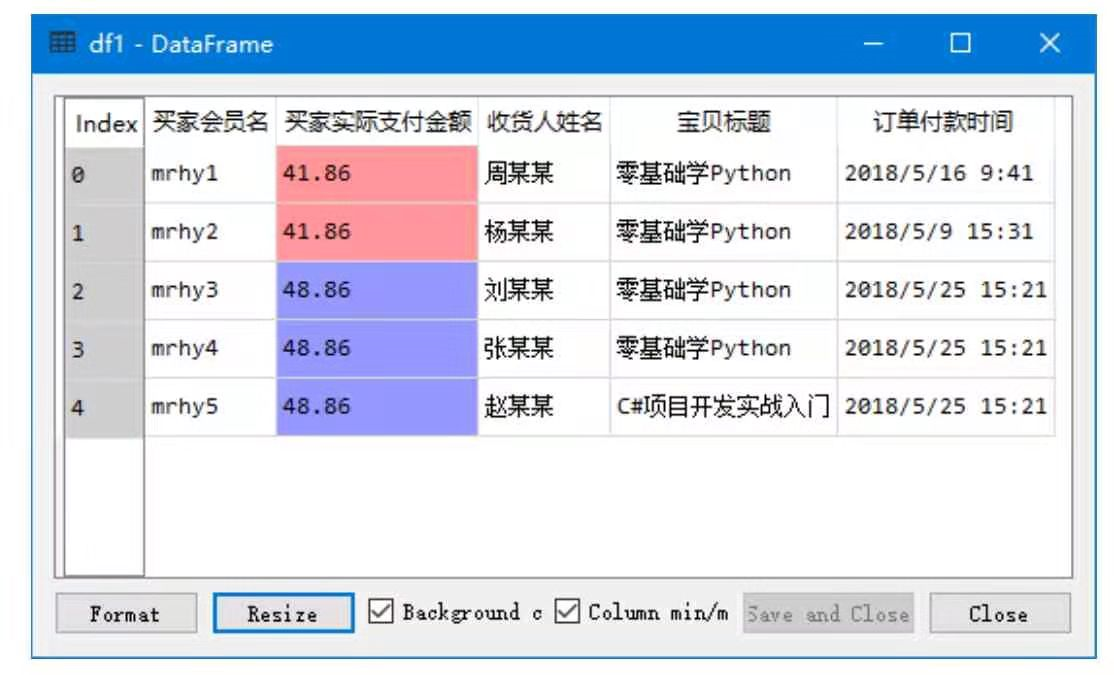 df1 - DataFrame
Index 买家会员名 买家实际支付金额 收货人姓名 宝贝标题 订单付款时间
0 mrhy1 41.86 周某某 零基础学Python 2018/5/16 9:41
1 mrhy2 41.86 杨某某 零基础学Python 2018/5/9 15:31
2 mrhy3 48.86 刘某某 零基础学Python 2018/5/25 15:21
3 mrhy4 48.86 张某某 零基础学Python 2018/5/25 15:21
4 mrhy5 48.86 赵某某 C#项目开发实战入门 2018/5/25 15:21
Format Resize Background c Column min/m Save and Close Close